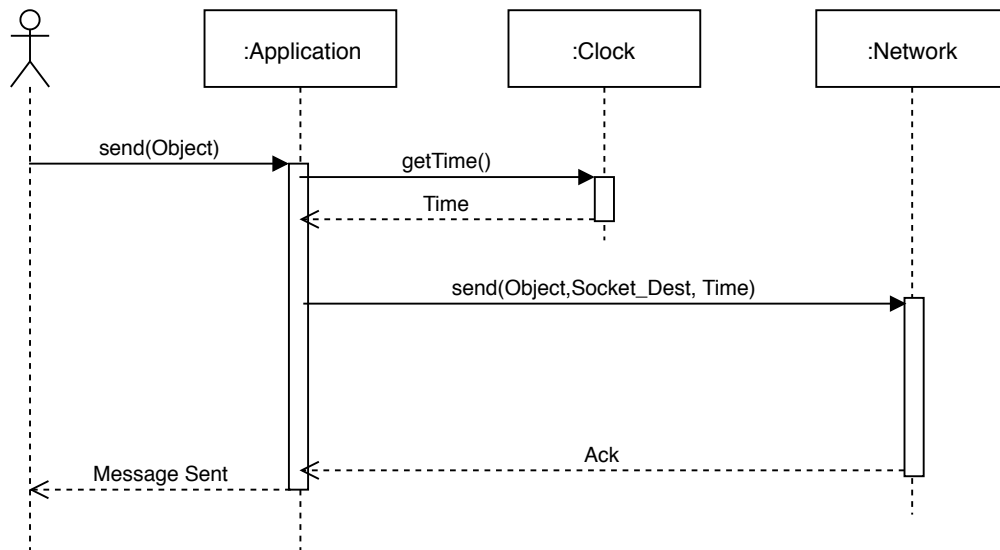 :Application
:Clock
:Network
send(Object)
getTime()
Time
send(Object,Socket_Dest, Time)
Ack
Message Sent